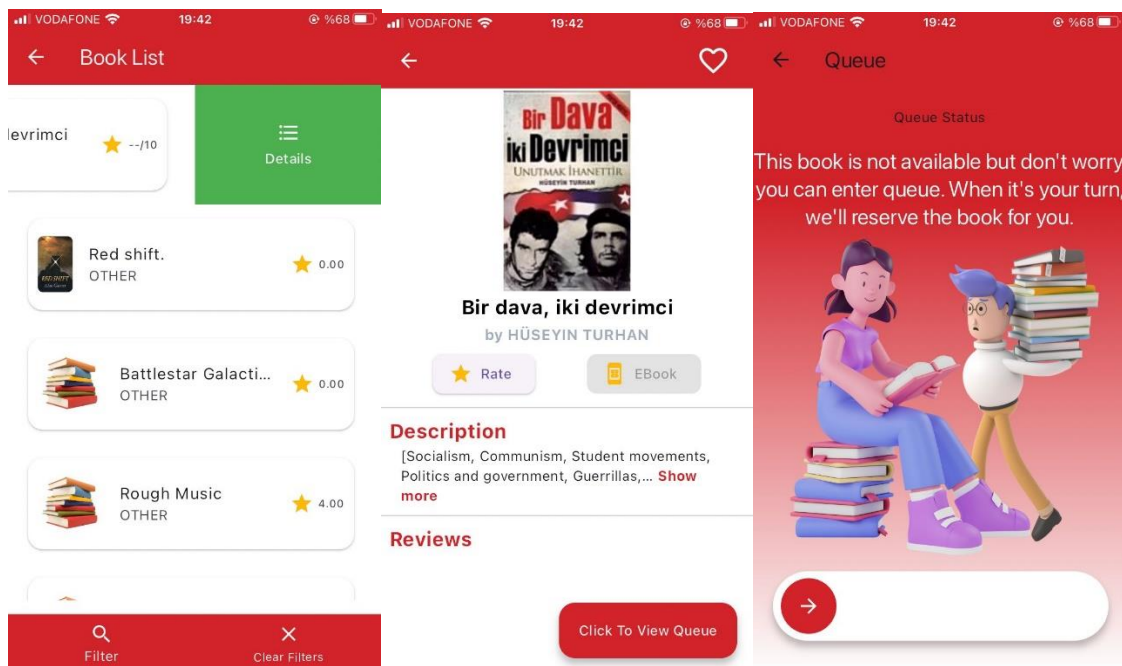 VODAFONE 19:42 %68
Book List
devrimci
--/10
Details
Red shift.
OTHER
0.00
Battlestar Galacti...
OTHER
0.00
Rough Music
OTHER
4.00
Filter
Clear Filters
VODAFONE 19:42 %68
Bir Dava
iki Devrimci
UNUTMAK İHANETTİR
HÜSEYİN TURHAN
Bir dava, iki devrimci
by HÜSEYIN TURHAN
Rate
EBook
Description
[Socialism, Communism, Student movements,
Politics and government, Guerrillas,... Show
more
Reviews
Click To View Queue
VODAFONE 19:42 %68
Queue
Queue Status
This book is not available but don't worry
you can enter queue. When it's your turn,
we'll reserve the book for you.